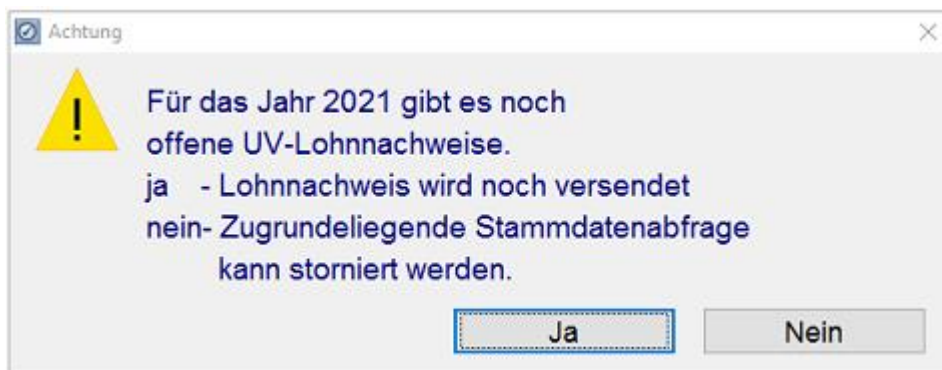 Achtung
!
Für das Jahr 2021 gibt es noch
offene UV-Lohnnachweise.
ja - Lohnnachweis wird noch versendet
nein- Zugrundeliegende Stammdatenabfrage
kann storniert werden.
Ja Nein